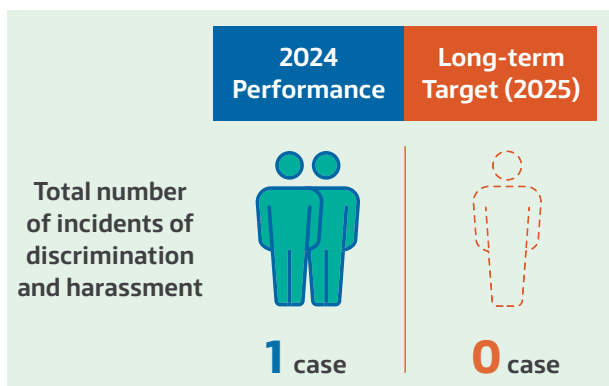 2024
Performance
Long-term
Target (2025)
Total number
of incidents of
discrimination
and harassment
1 case
0 case